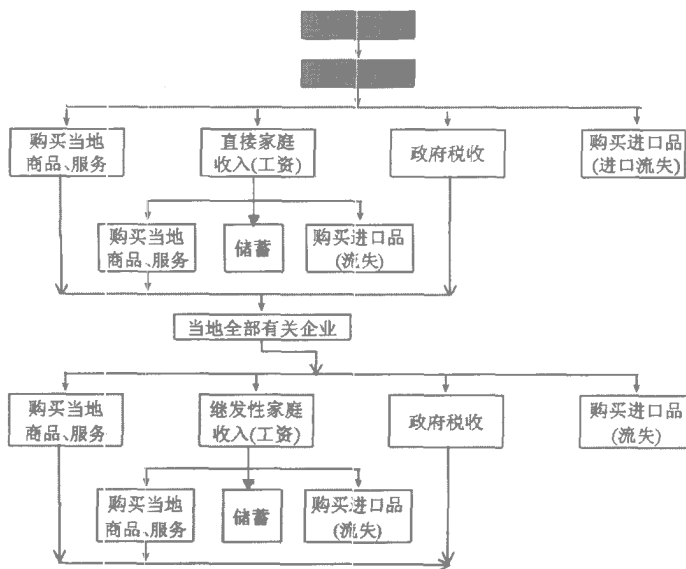 购买当地
商品、服务
直接家庭
收入(工资)
政府税收
购买进口品
(进口流失)
购买当地
商品、服务
储蓄
购买进口品
(流失)
当地全部有关企业
购买当地
商品、服务
继发性家庭
收入(工资)
政府税收
购买进口品
(流失)
购买当地
商品、服务
储蓄
购买进口品
(流失)